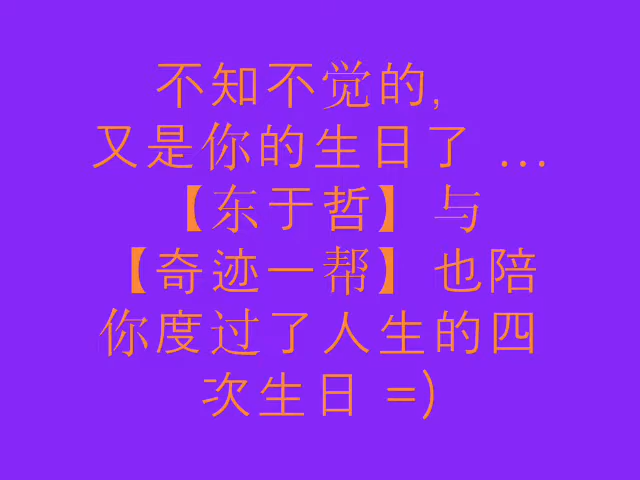 不知不觉的,
又是你的生日了 ...
【东于哲】 与
【奇迹一帮】 也陪
你度过了人生的四
次生日 =)